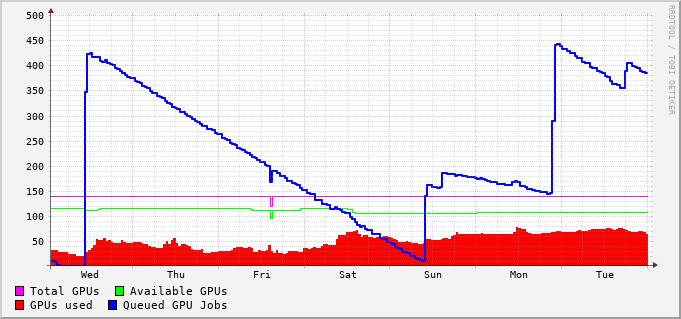 500
450
400
350
300
250
200
150
100
50
Wed Thu Fri Sat Sun Mon Tue
Total GPUs Available GPUs
GPUs used Queued GPU Jobs
RRDTOOL / TOBI OETIKER